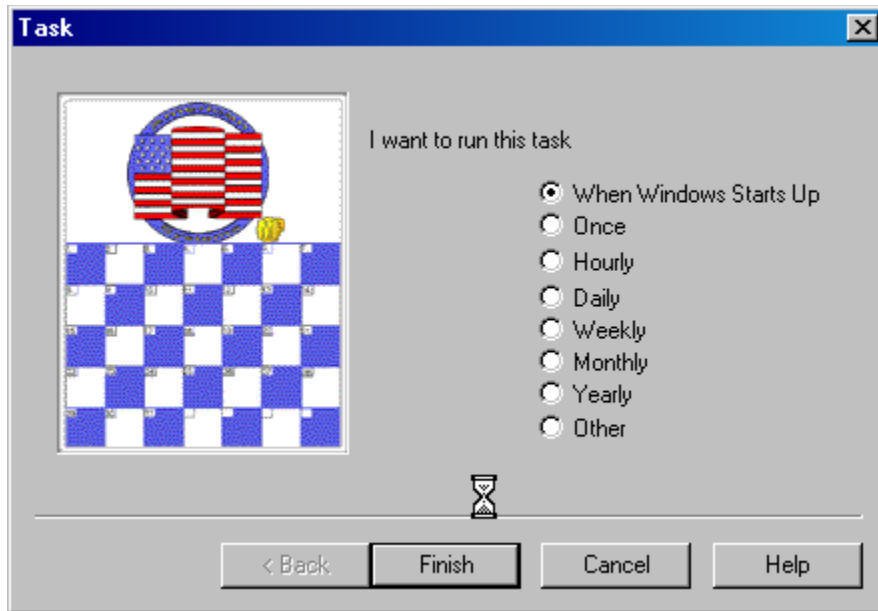 Task
I want to run this task
When Windows Starts Up
Once
Hourly
Daily
Weekly
Monthly
Yearly
Other
< Back
Finish
Cancel
Help